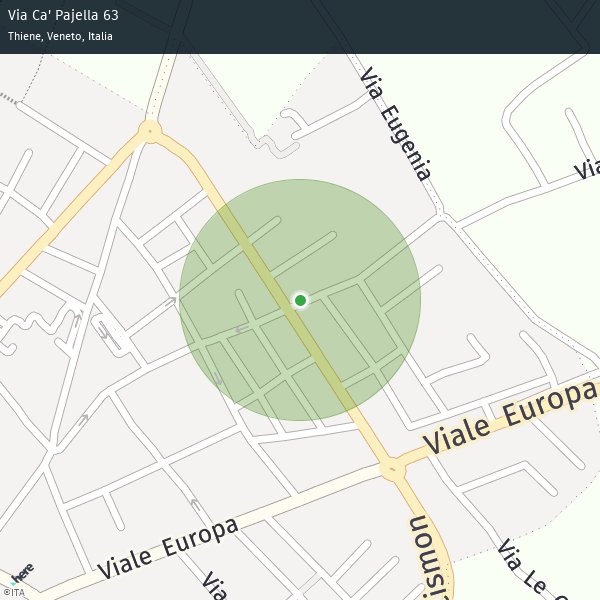 Via Ca' Pajella 63
Thiene, Veneto, Italia
Via Eugenia
Via
Viale Europa
Viale Europa
ismon
Via Le
Via
here
©ITA